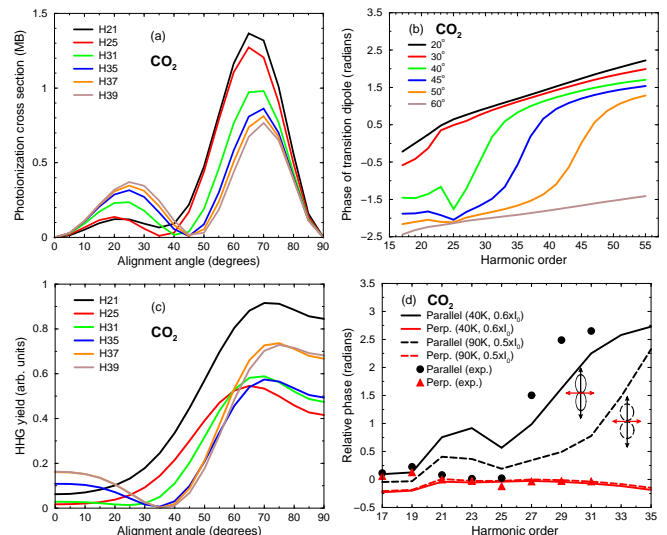 (a)
CO2
H21
H25
H31
H35
H37
H39
Photoionization cross section (MB)
0
0.5
1
1.5
0 10 20 30 40 50 60 70 80 90
Alignment angle (degrees)
(b)
CO2
20°
30°
40°
45°
50°
60°
Phase of transition dipole (radians)
3.5
2.5
1.5
0.5
-0.5
-1.5
-2.5
15 20 25 30 35 40 45 50 55
Harmonic order
(c)
CO2
H21
H25
H31
H35
H37
H39
HHG yield (arb. units)
1
0.8
0.6
0.4
0.2
0
0 10 20 30 40 50 60 70 80 90
Alignment angle (degrees)
(d) CO2
Parallel (40K, 0.6xI0)
Perp. (40K, 0.6xI0)
Parallel (90K, 0.5xI0)
Perp. (90K, 0.5xI0)
Parallel (exp.)
Perp. (exp.)
Relative phase (radians)
3.5
3
2.5
2
1.5
1
0.5
0
-0.5
17 19 21 23 25 27 29 31 33 35
Harmonic order